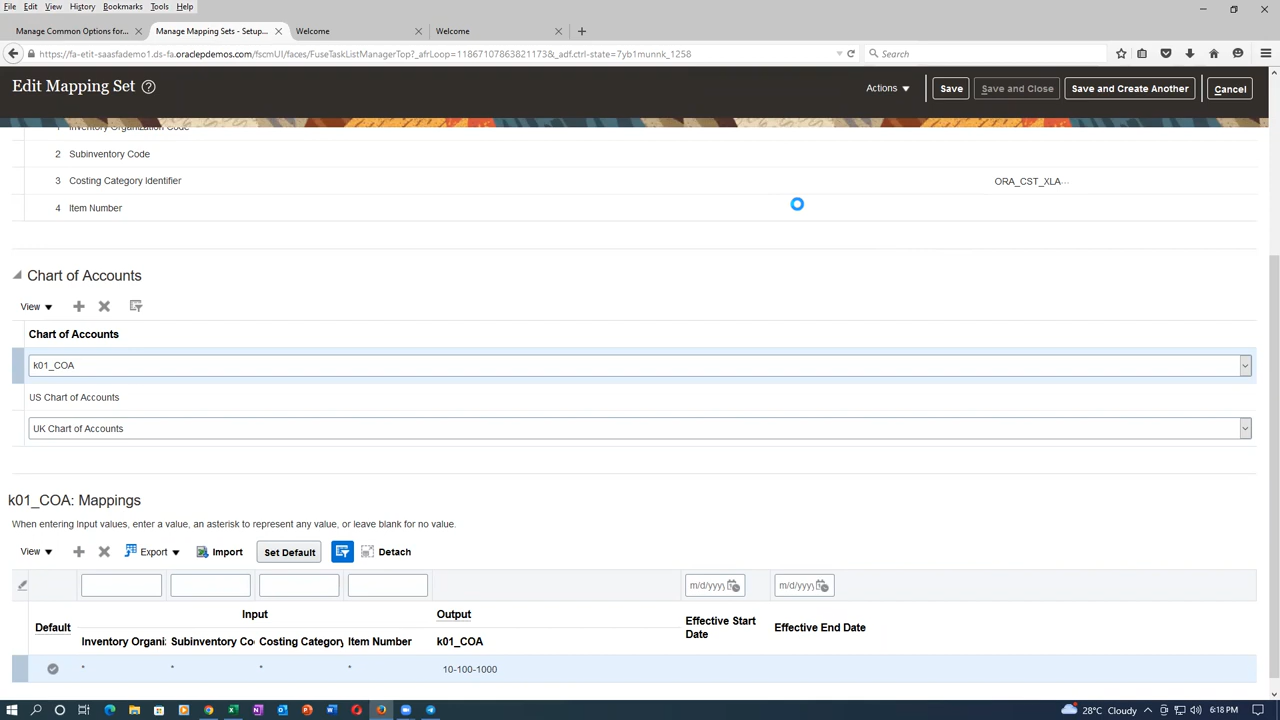 File Edit View History Bookmarks Tools Help
Manage Common Options for... × Manage Mapping Sets - Setup... × Welcome × Welcome × +
https://fa-etit-saasfademo1.ds-fa.oraclepdemos.com/fscmUI/faces/FuseTaskListManagerTop?_afrLoop=11867107863821173&_adf.ctrl-state=7yb1munnk_1258 Search
Edit Mapping Set ? Actions Save Save and Close Save and Create Another Cancel
1 Inventory Organization Code
2 Subinventory Code
3 Costing Category Identifier ORA_CST_XLA...
4 Item Number
Chart of Accounts
View
Chart of Accounts
k01_COA
US Chart of Accounts
UK Chart of Accounts
k01_COA: Mappings
When entering input values, enter a value, an asterisk to represent any value, or leave blank for no value.
View Export Import Set Default Detach
m/d/yyyy m/d/yyyy
Default Input Output Effective Start Date Effective End Date
Inventory Organi: Subinventory Co Costing Category Item Number k01_COA
* * * * 10-100-1000
28°C Cloudy 6:18 PM